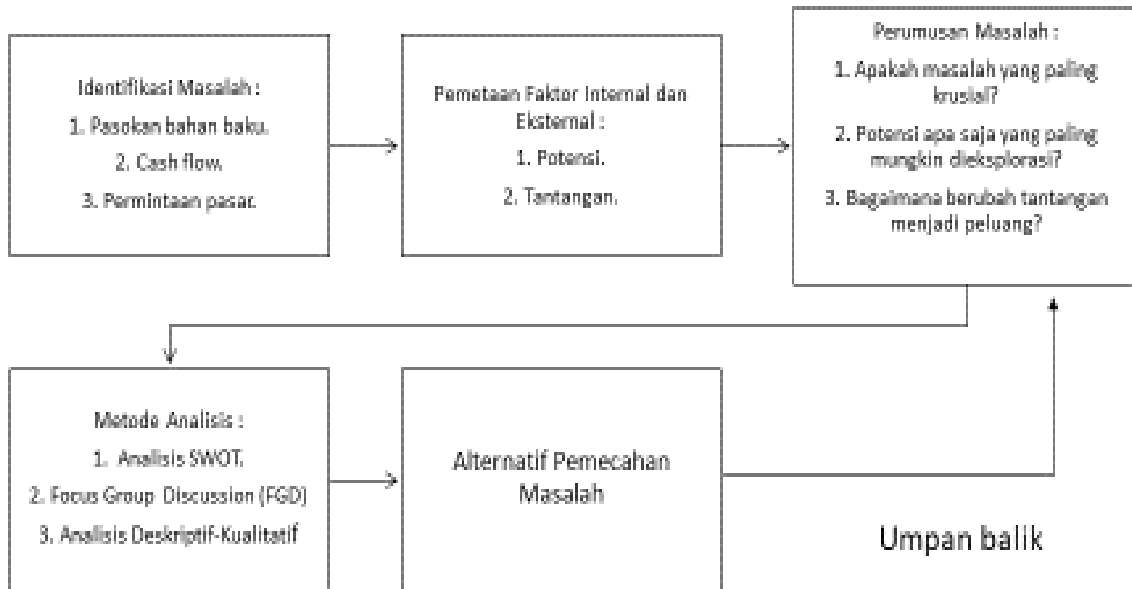 Identifikasi Masalah :
1. Pasokan bahan baku.
2. Cash flow.
3. Permintaan pasar.
Pemetaan Faktor Internal dan
Eksternal :
1. Potensi.
2. Tantangan.
Perumusan Masalah :
1. Apakah masalah yang paling
krusial?
2. Potensi apa saja yang paling
mungkin dieksplorasi?
3. Bagaimana berubah tantangan
menjadi peluang?
Metode Analisis :
1. Analisis SWOT.
2. Focus Group Discussion (FGD)
3. Analisis Deskriptif-Kualitatif
Alternatif Pemecahan
Masalah
Umpan balik